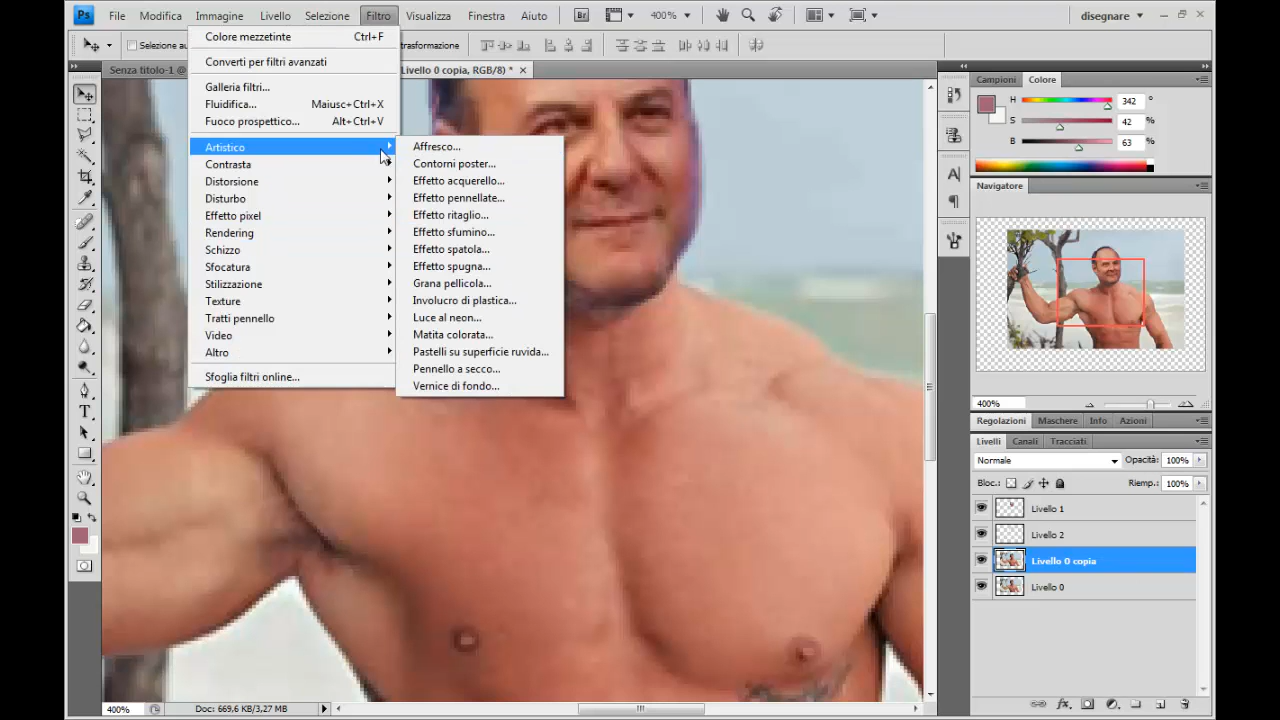 Ps Modifica Immagine Livello Selezione Filtro Visualizza Finestra Aiuto Br 400% disegnare
Selezione au
trasformazione
Senza titolo-1 @
Livello 0 copia, RGB/8) *
Colore mezzetinte Ctrl+F
Converti per filtri avanzati
Galleria filtri...
Fluidifica... Maiusc+Ctrl+X
Fuoco prospettico... Alt+Ctrl+V
Artistico
Contrasta
Distorsione
Disturbo
Effetto pixel
Rendering
Schizzo
Sfocatura
Stilizzazione
Texture
Tratti pennello
Video
Altro
Sfoglia filtri online...
Affresco...
Contorni poster...
Effetto acquerello...
Effetto pennellate...
Effetto ritaglio...
Effetto sfumino...
Effetto spatola...
Effetto spugna...
Grana pellicola...
Involucro di plastica...
Luce al neon...
Matita colorata...
Pastelli su superficie ruvida...
Pennello a secco...
Vernice di fondo...
Campioni Colore
H 342 °
S 42 %
B 63 %
Navigatore
400%
Regolazioni Maschere Info Azioni
Livelli Canali Tracciati
Normale Opacità: 100%
Bloc.: Riemp.: 100%
Livello 1
Livello 2
Livello 0 copia
Livello 0
400% Doc: 669,6 KB/3,27 MB